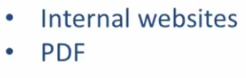 • Internal websites
• PDF